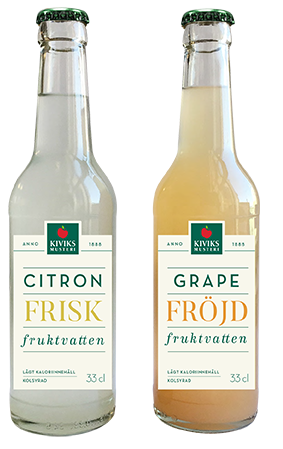 KIVIKS
MUSTERI
ANNO 1888
CITRON
FRISK
fruktvatten
LÅGT KALORIINNEHÅLL
KOLSYRAD
33 cl
KIVIKS
MUSTERI
ANNO 1888
GRAPE
FRÖJD
fruktvatten
LÅGT KALORIINNEHÅLL
KOLSYRAD
33 cl